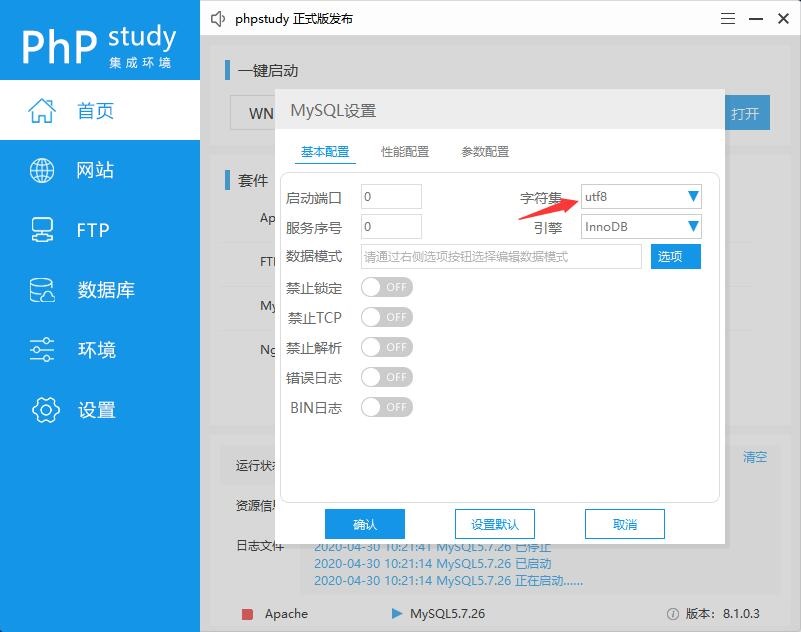 PhP study
集成环境
phpstudy 正式版发布
首页
网站
FTP
数据库
环境
设置
一键启动
WN
打开
套件
Ap
FT
My
Ng
MySQL设置
基本配置 性能配置 参数配置
启动端口 0 字符集 utf8
服务序号 0 引擎 InnoDB
数据模式 请通过右侧选项按钮选择编辑数据模式 选项
禁止锁定 OFF
禁止TCP OFF
禁止解析 OFF
错误日志 OFF
BIN日志 OFF
确认 设置默认 取消
运行状态 清空
资源信息
日志文件 2020-04-30 10:21:41 MySQL5.7.26 已停止
2020-04-30 10:21:14 MySQL5.7.26 已启动
2020-04-30 10:21:14 MySQL5.7.26 正在启动......
Apache MySQL5.7.26 版本：8.1.0.3